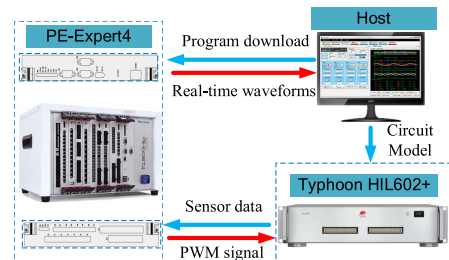 PE-Expert4
Host
Program download
Real-time waveforms
Circuit
Model
Typhoon HIL602+
Sensor data
PWM signal